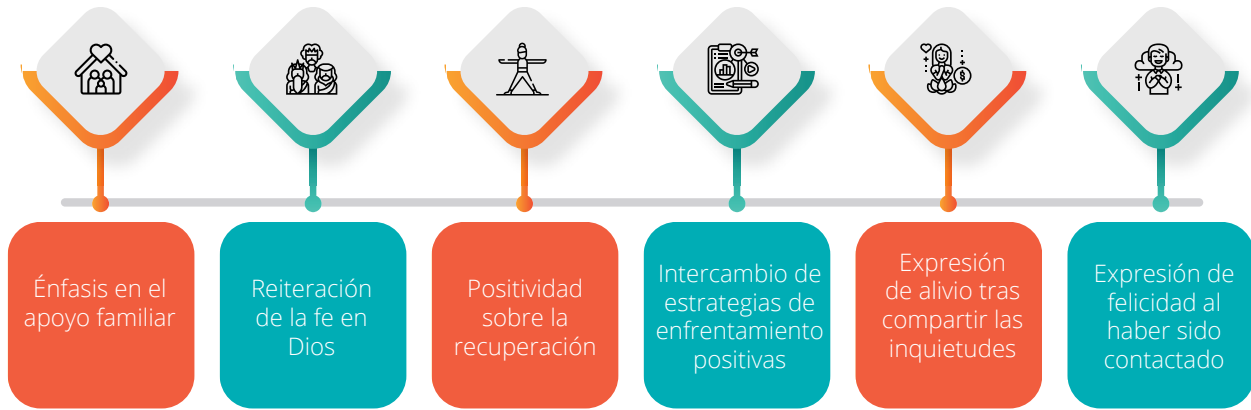 Énfasis en el
apoyo familiar
Reiteración
de la fe en
Dios
Positividad
sobre la
recuperación
Intercambio de
estrategias de
enfrentamiento
positivas
Expresión
de alivio tras
compartir las
inquietudes
Expresión de
felicidad al
haber sido
contactado